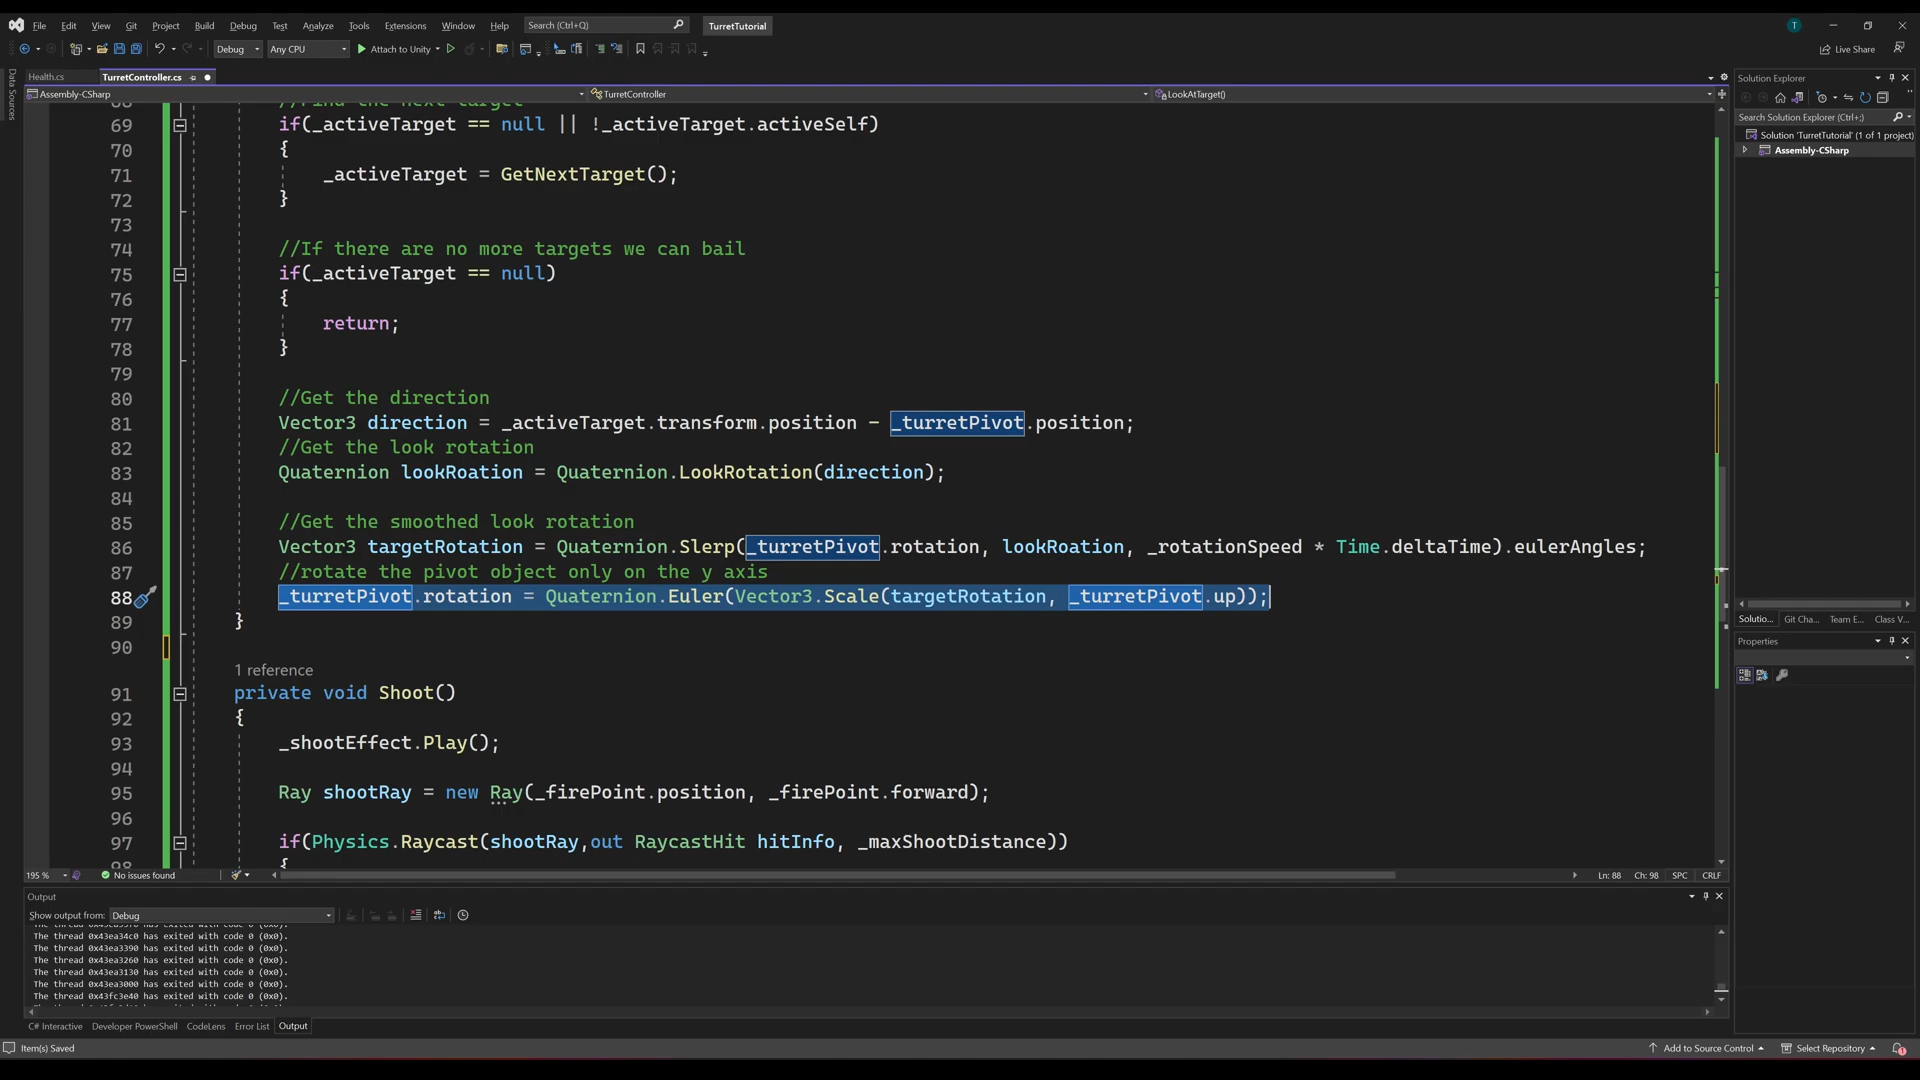 File Edit View Git Project Build Debug Test Analyze Tools Extensions Window Help Search (Ctrl+Q) TurretTutorial T
Debug Any CPU Attach to Unity Live Share
Data Sources
Health.cs TurretController.cs
Assembly-CSharp TurretController LookAtTarget()
//Find the next target
69 if(_activeTarget == null || !_activeTarget.activeSelf)
70 {
71 _activeTarget = GetNextTarget();
72 }
73
74 //If there are no more targets we can bail
75 if(_activeTarget == null)
76 {
77 return;
78 }
79
80 //Get the direction
81 Vector3 direction = _activeTarget.transform.position - _turretPivot.position;
82 //Get the look rotation
83 Quaternion lookRoation = Quaternion.LookRotation(direction);
84
85 //Get the smoothed look rotation
86 Vector3 targetRotation = Quaternion.Slerp(_turretPivot.rotation, lookRoation, _rotationSpeed * Time.deltaTime).eulerAngles;
87 //rotate the pivot object only on the y axis
88 _turretPivot.rotation = Quaternion.Euler(Vector3.Scale(targetRotation, _turretPivot.up));
89 }
90
1 reference
91 private void Shoot()
92 {
93 _shootEffect.Play();
94
95 Ray shootRay = new Ray(_firePoint.position, _firePoint.forward);
96
97 if(Physics.Raycast(shootRay,out RaycastHit hitInfo, _maxShootDistance))
98 {
195 % No issues found Ln: 88 Ch: 98 SPC CRLF
Output
Show output from: Debug
The thread 0x43ea34c0 has exited with code 0 (0x0).
The thread 0x43ea3390 has exited with code 0 (0x0).
The thread 0x43ea3260 has exited with code 0 (0x0).
The thread 0x43ea3130 has exited with code 0 (0x0).
The thread 0x43ea3000 has exited with code 0 (0x0).
The thread 0x43fc3e40 has exited with code 0 (0x0).
C# Interactive Developer PowerShell CodeLens Error List Output
Item(s) Saved Add to Source Control Select Repository 1
Solution Explorer
Search Solution Explorer (Ctrl+;)
Solution 'TurretTutorial' (1 of 1 project)
Assembly-CSharp
Solutio... Git Cha... Team E... Class V...
Properties